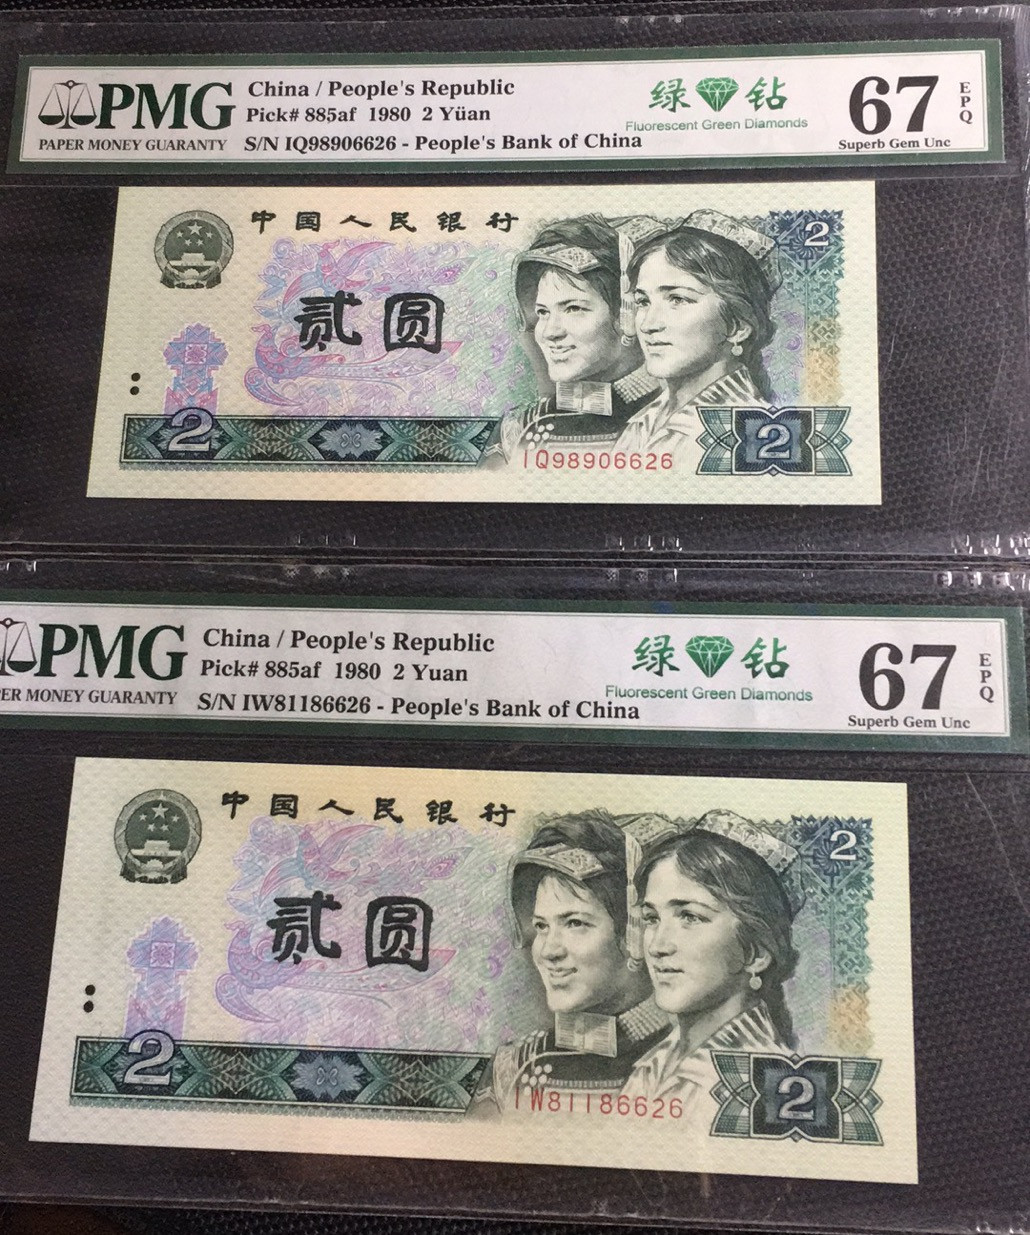 PMG
PAPER MONEY GUARANTY
China / People's Republic
Pick# 885af 1980 2 Yüan
S/N IQ98906626 - People's Bank of China
绿 钻
Fluorescent Green Diamonds
67
EPQ
Superb Gem Unc
中国人民银行
2
贰圆
2
IQ98906626
2
PMG
ER MONEY GUARANTY
China / People's Republic
Pick# 885af 1980 2 Yuan
S/N IW81186626 - People's Bank of China
绿 钻
Fluorescent Green Diamonds
67
EPQ
Superb Gem Unc
中国人民银行
2
贰圆
2
IW81186626
2